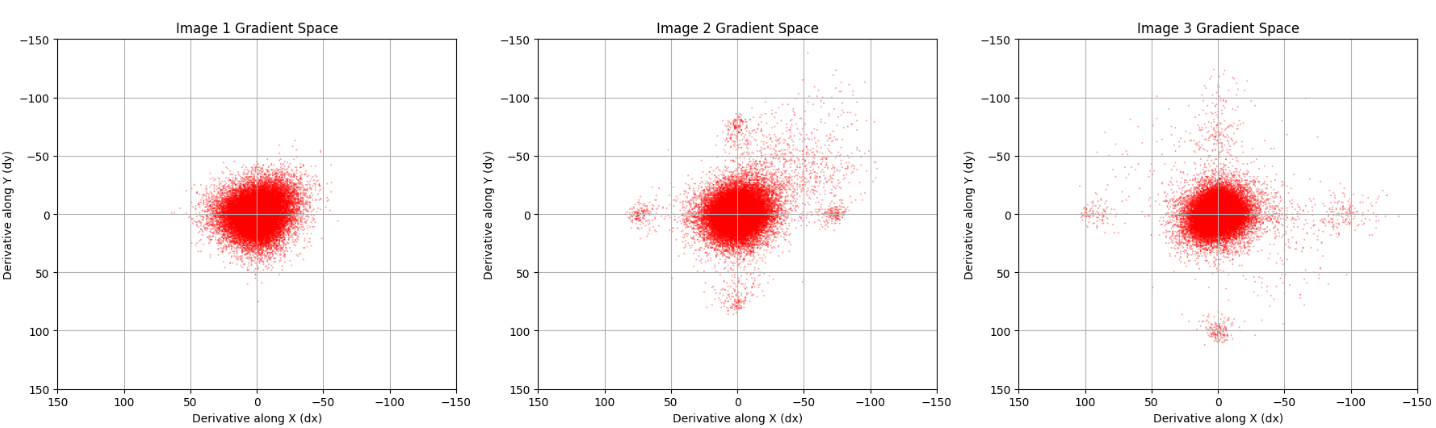 Image 1 Gradient Space
−150
−100
−50
0
50
100
150
Derivative along Y (dy)
150 100 50 0 −50 −100 −150
Derivative along X (dx)
Image 2 Gradient Space
−150
−100
−50
0
50
100
150
Derivative along Y (dy)
150 100 50 0 −50 −100 −150
Derivative along X (dx)
Image 3 Gradient Space
−150
−100
−50
0
50
100
150
Derivative along Y (dy)
150 100 50 0 −50 −100 −150
Derivative along X (dx)